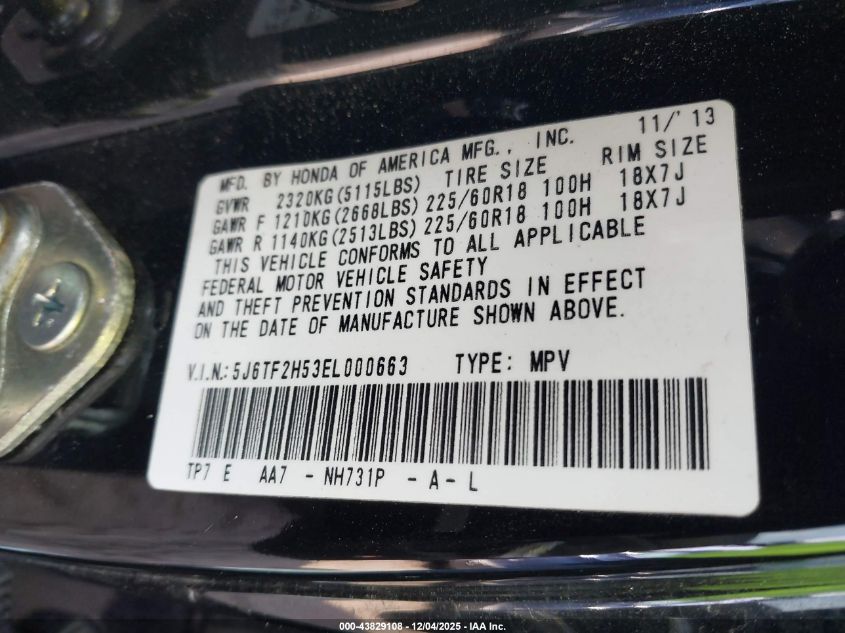 MFD. BY HONDA OF AMERICA MFG., INC. 11/'13
GVWR 2320KG(5115LBS) TIRE SIZE RIM SIZE
GAWR F 1210KG(2668LBS) 225/60R18 100H 18X7J
GAWR R 1140KG(2513LBS) 225/60R18 100H 18X7J
THIS VEHICLE CONFORMS TO ALL APPLICABLE
FEDERAL MOTOR VEHICLE SAFETY
AND THEFT PREVENTION STANDARDS IN EFFECT
ON THE DATE OF MANUFACTURE SHOWN ABOVE.
V.I.N.: 5J6TF2H53EL000663 TYPE: MPV
TP7 E AA7 - NH731P - A - L
000-43829108 - 12/04/2025 - IAA Inc.